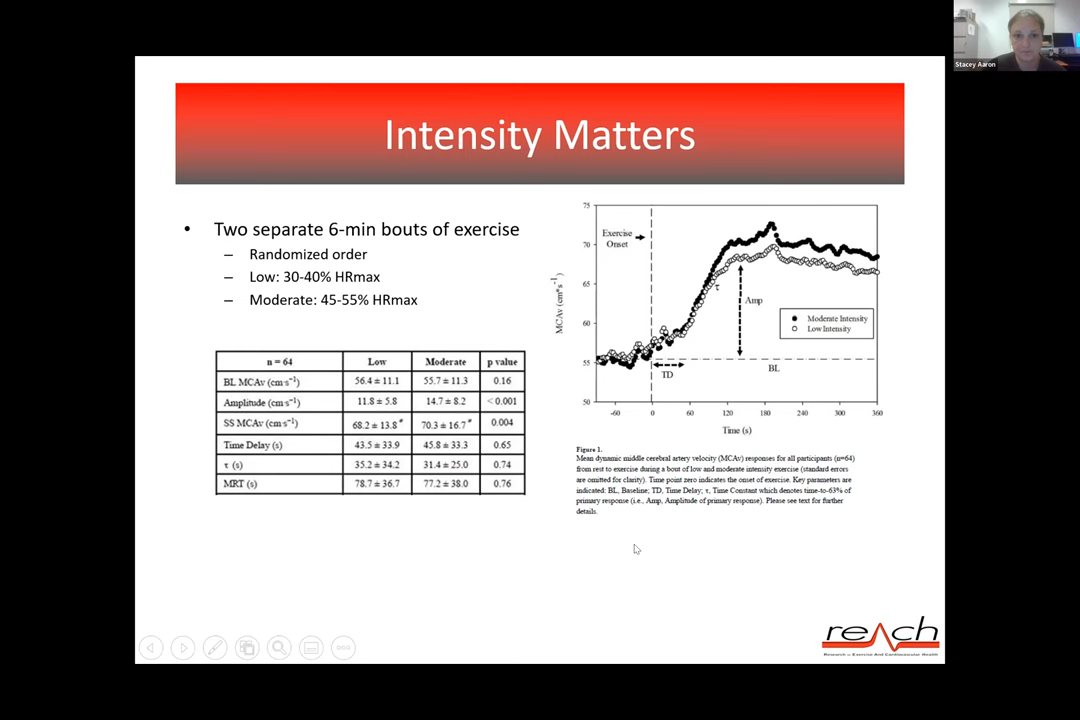 Stacey Aaron
Intensity Matters
• Two separate 6-min bouts of exercise
– Randomized order
– Low: 30-40% HRmax
– Moderate: 45-55% HRmax
n = 64 Low Moderate p value
BL MCAv (cm·s⁻¹) 56.4 ± 11.1 55.7 ± 11.3 0.16
Amplitude (cm·s⁻¹) 11.8 ± 5.8 14.7 ± 8.2 <0.001
SS MCAv (cm·s⁻¹) 68.2 ± 13.8# 70.3 ± 16.7# 0.004
Time Delay (s) 43.5 ± 33.9 45.8 ± 33.3 0.65
τ (s) 35.2 ± 34.2 31.4 ± 25.0 0.74
MRT (s) 78.7 ± 36.7 77.2 ± 38.0 0.76
75
70
65
60
55
50
MCAv (cm*s⁻¹)
Exercise
Onset
τ
Amp
Moderate Intensity
Low Intensity
TD
BL
-60 0 60 120 180 240 300 360
Time (s)
Figure 1.
Mean dynamic middle cerebral artery velocity (MCAv) responses for all participants (n=64)
from rest to exercise during a bout of low and moderate intensity exercise (standard errors
are omitted for clarity). Time point zero indicates the onset of exercise. Key parameters are
indicated: BL, Baseline; TD, Time Delay; τ, Time Constant which denotes time-to-63% of
primary response (i.e., Amp, Amplitude of primary response). Please see text for further
details.
reach
Research in Exercise And Cardiovascular Health